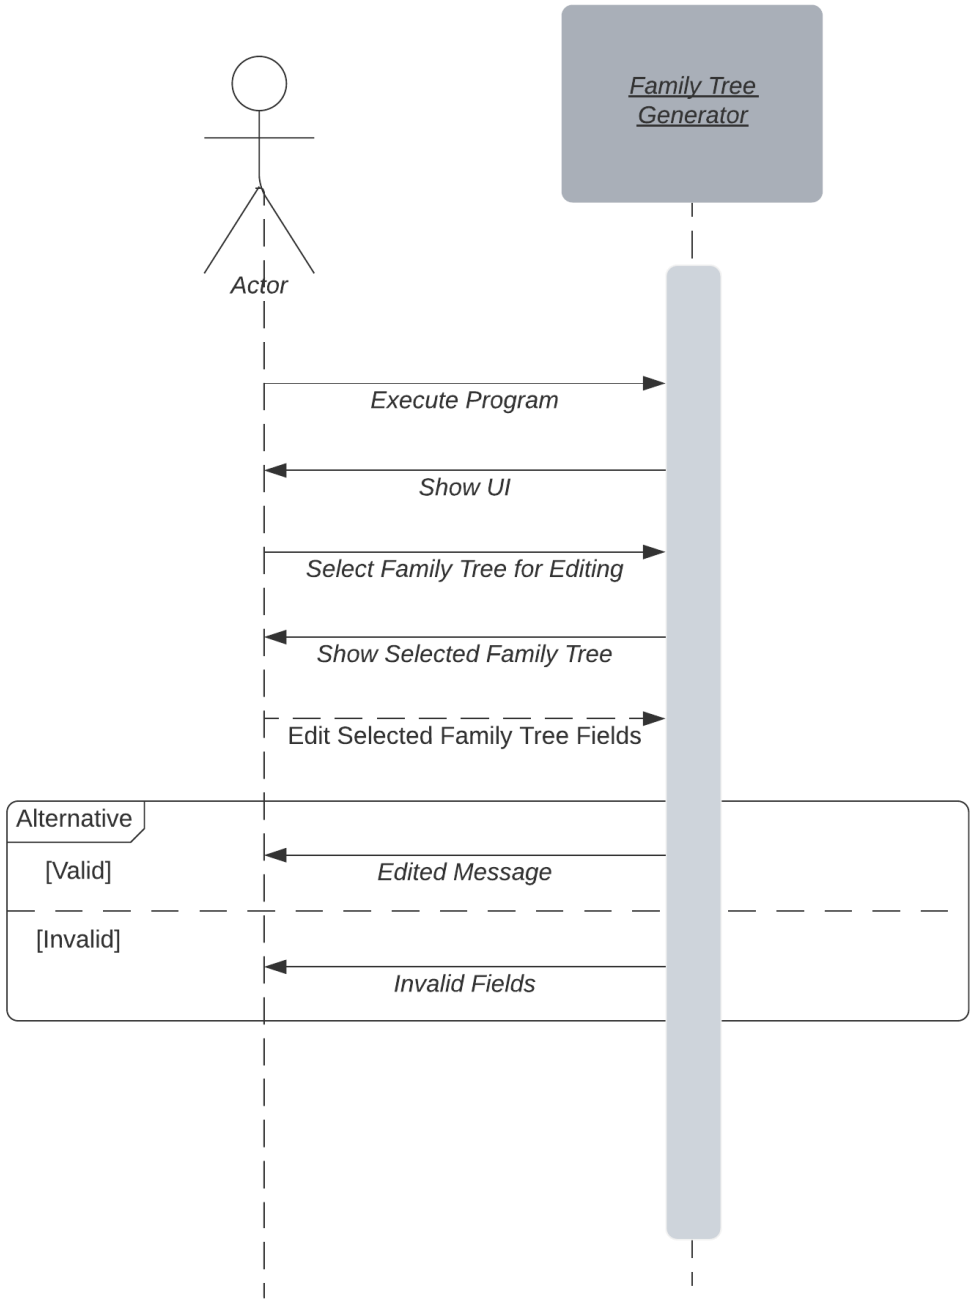 Family Tree
Generator
Actor
Execute Program
Show UI
Select Family Tree for Editing
Show Selected Family Tree
Edit Selected Family Tree Fields
Alternative
[Valid]
Edited Message
[Invalid]
Invalid Fields